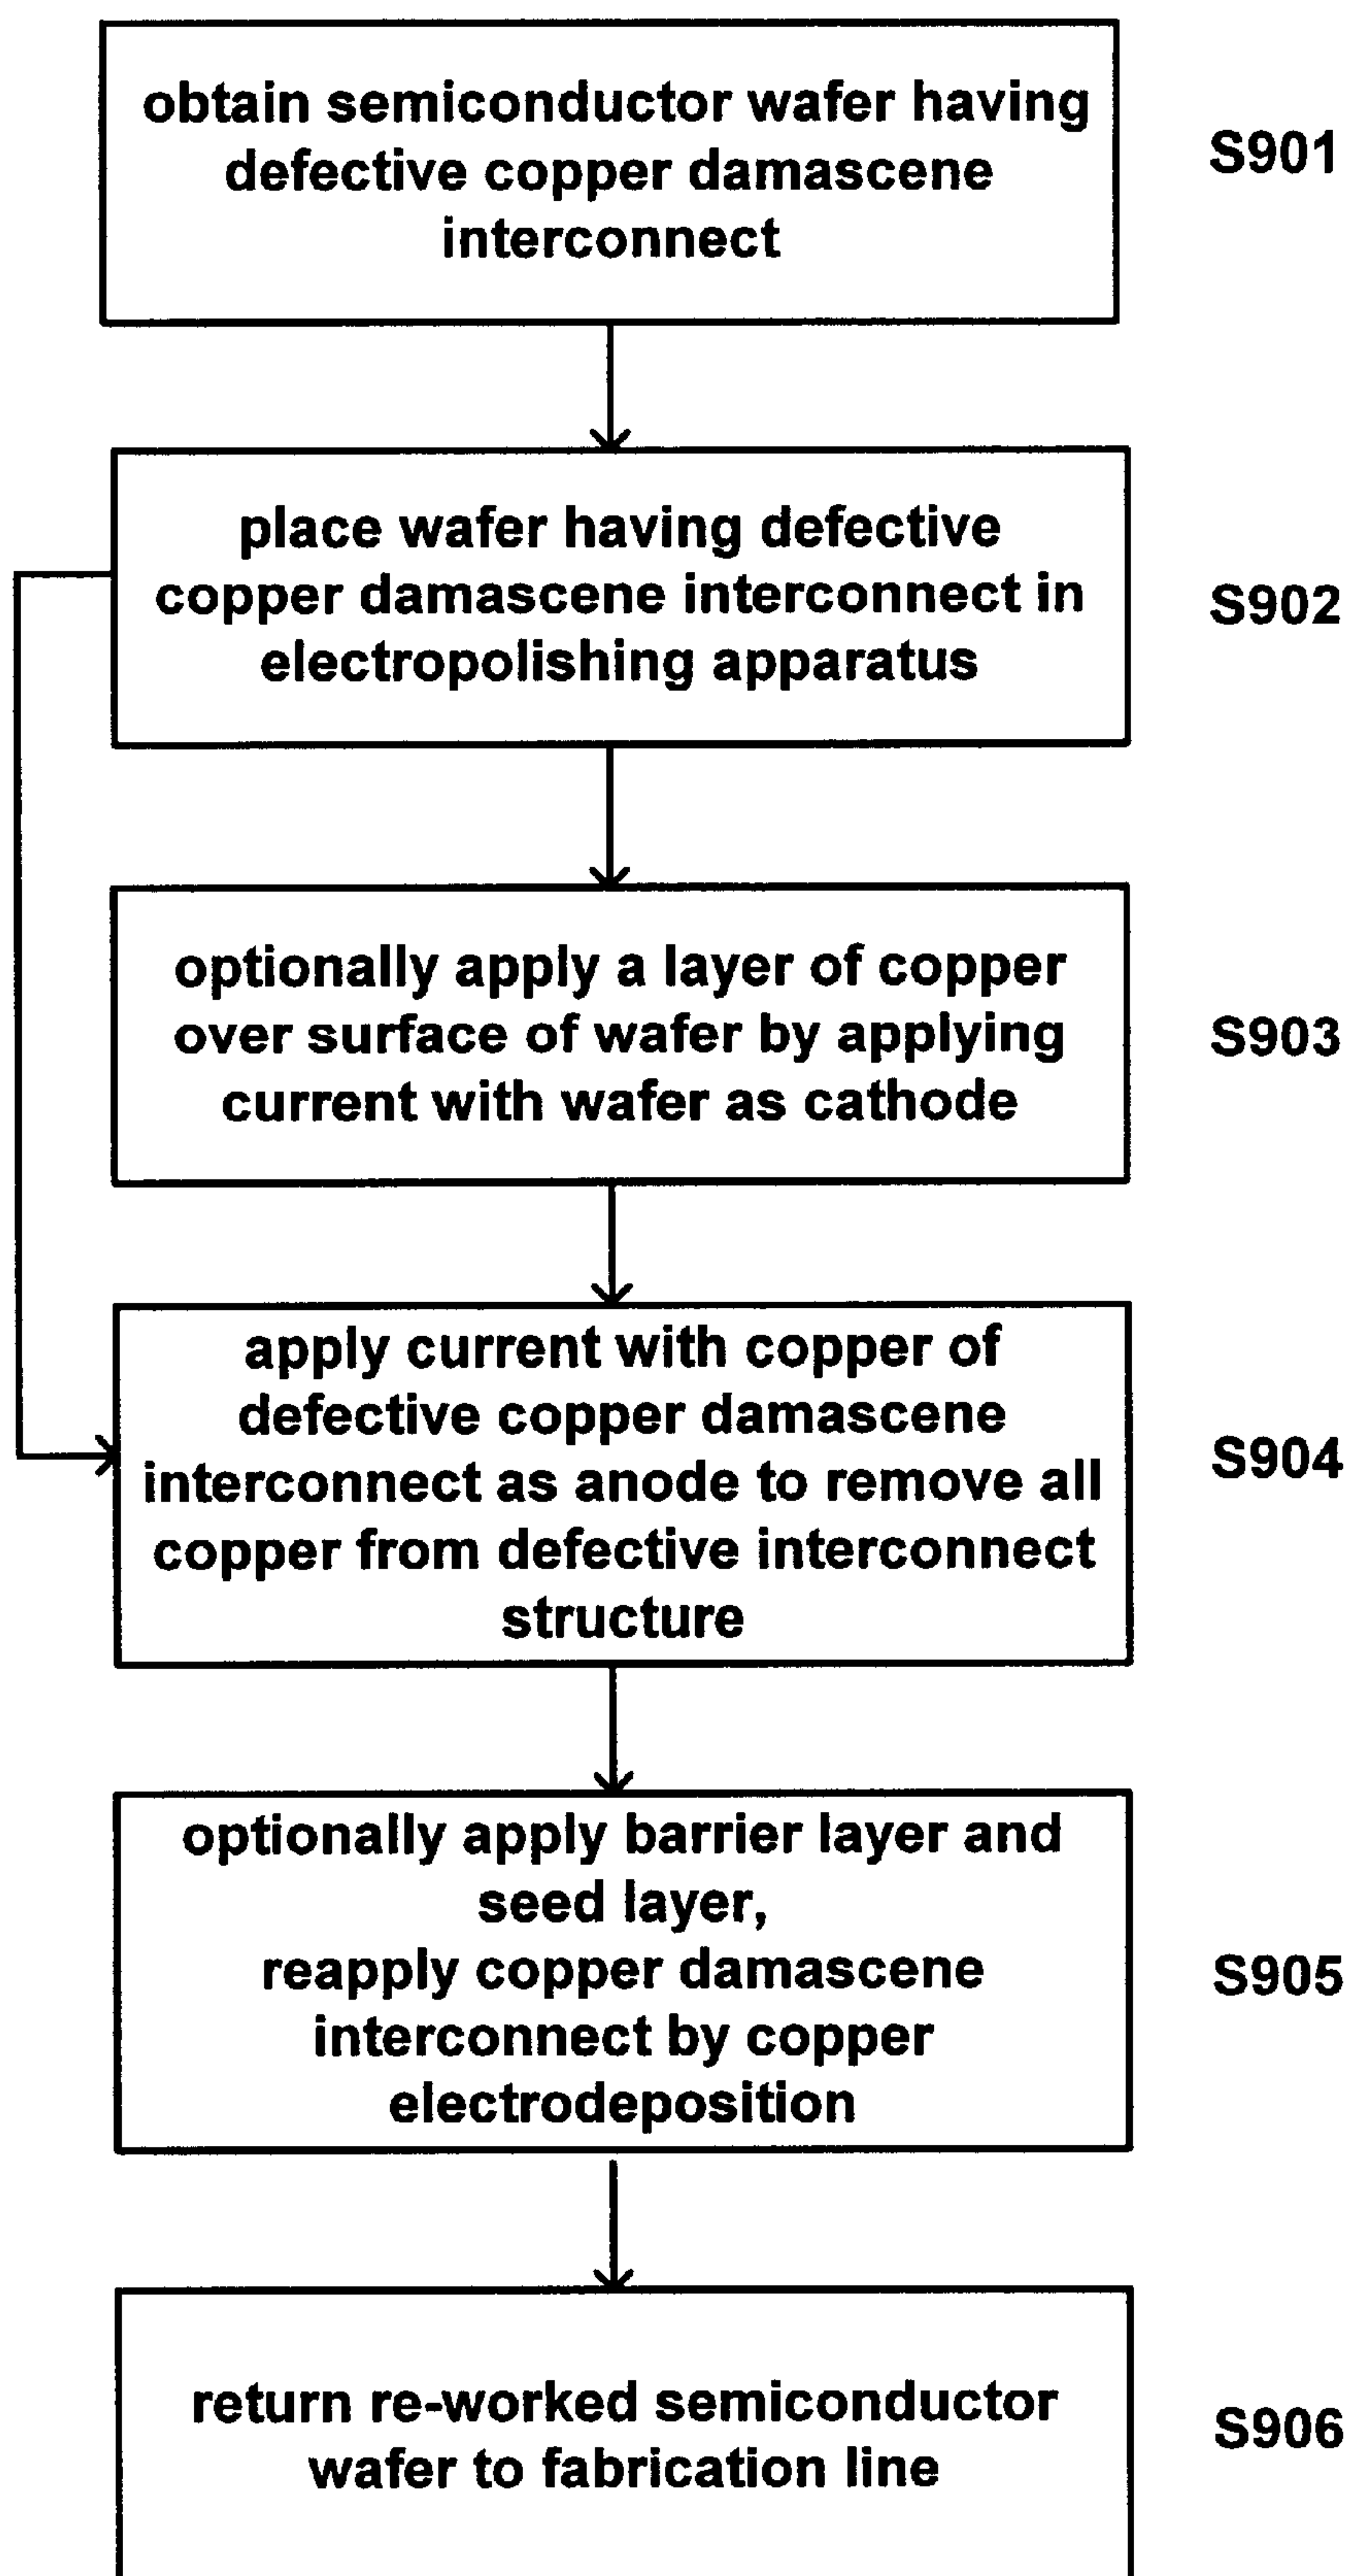 obtain semiconductor wafer having
defective copper damascene
interconnect
S901
place wafer having defective
copper damascene interconnect in
electropolishing apparatus
S902
optionally apply a layer of copper
over surface of wafer by applying
current with wafer as cathode
S903
apply current with copper of
defective copper damascene
interconnect as anode to remove all
copper from defective interconnect
structure
S904
optionally apply barrier layer and
seed layer,
reapply copper damascene
interconnect by copper
electrodeposition
S905
return re-worked semiconductor
wafer to fabrication line
S906